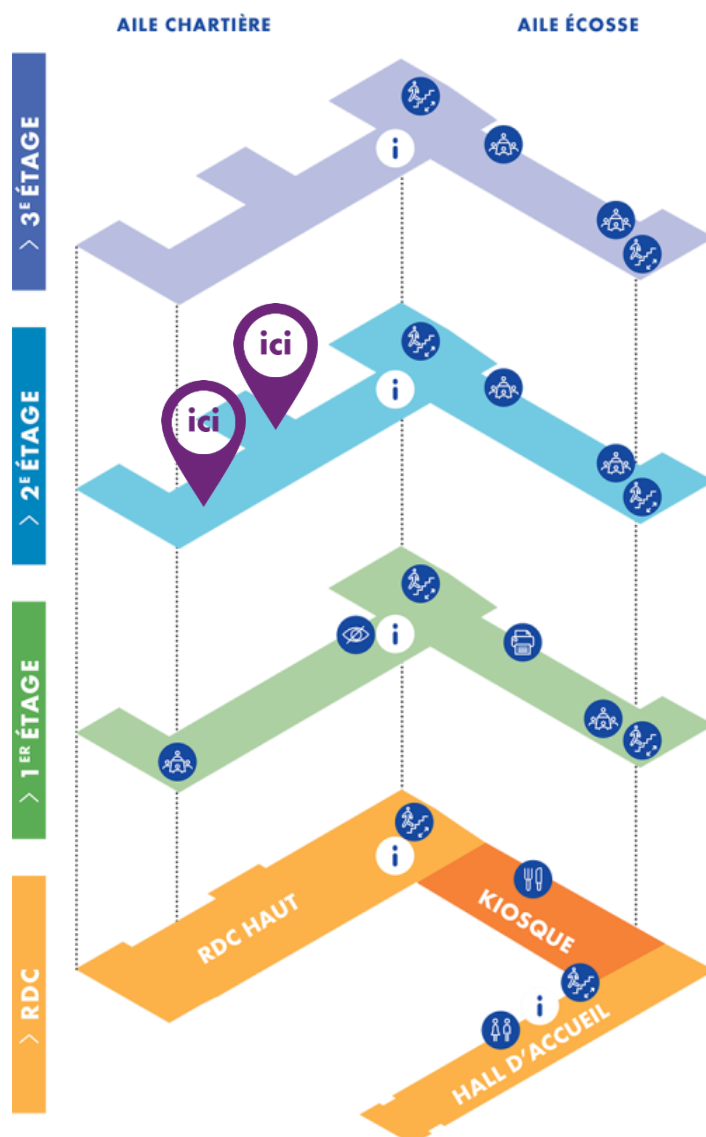 AILE CHARTIÈRE
AILE ÉCOSSE
> 3E ÉTAGE
i
> 2E ÉTAGE
ici
ici
i
> 1ER ÉTAGE
i
> RDC
i
RDC HAUT
KIOSQUE
i
HALL D'ACCUEIL